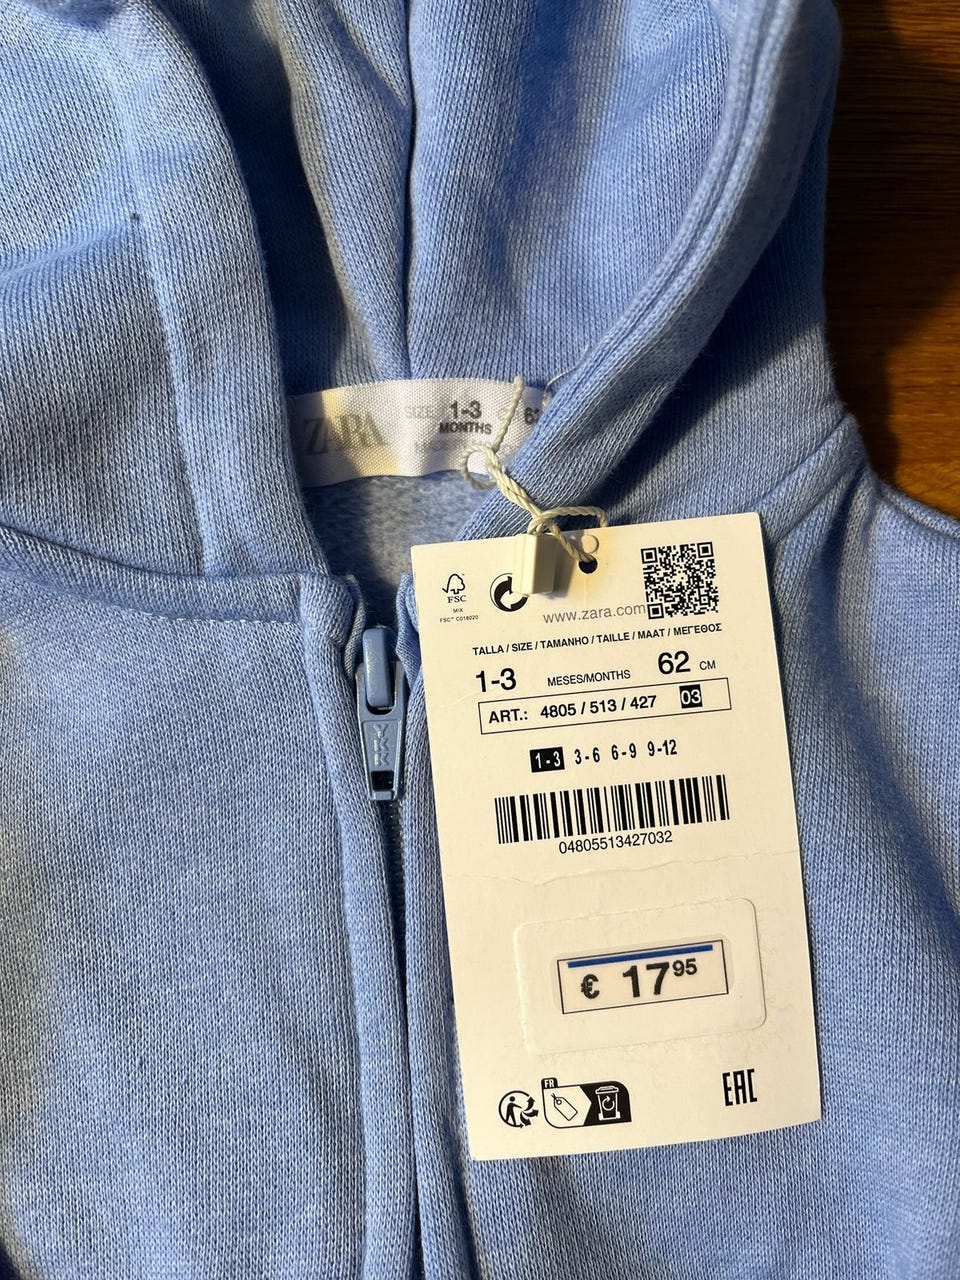 ZARA SIZE 1-3 62
MONTHS
FSC
MIX
FSC™ C018020
www.zara.com
TALLA / SIZE / TAMANHO / TAILLE / MAAT / ΜΕΓΕΘΟΣ
1-3 MESES/MONTHS 62 CM
ART.: 4805 / 513 / 427 03
1-3 3-6 6-9 9-12
04805513427032
€ 17 95
FR
EAC
YKK